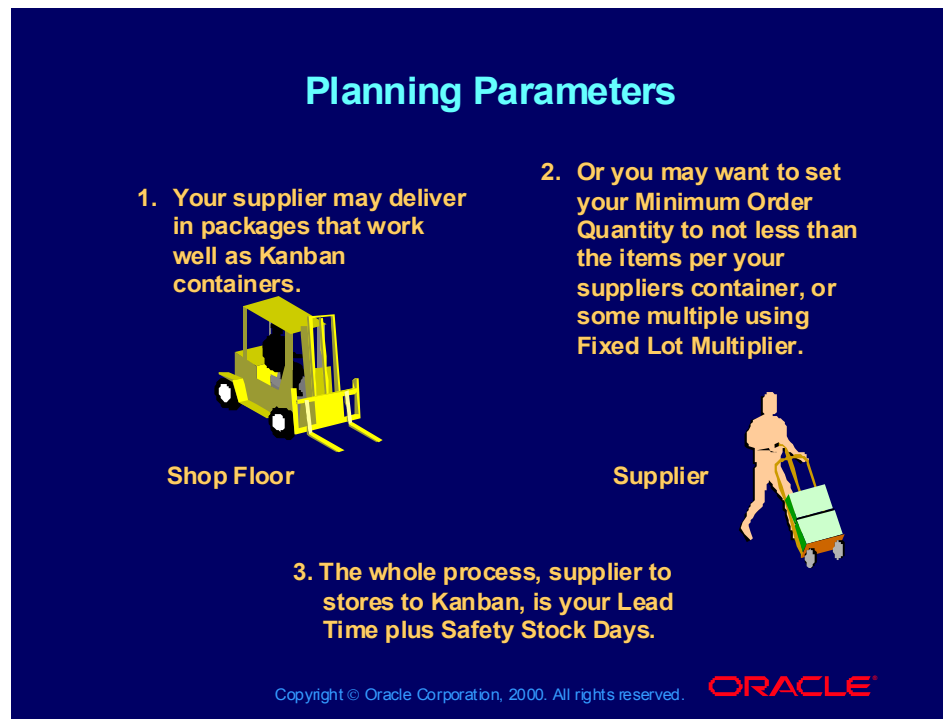 Planning Parameters
1. Your supplier may deliver
in packages that work
well as Kanban
containers.
2. Or you may want to set
your Minimum Order
Quantity to not less than
the items per your
suppliers container, or
some multiple using
Fixed Lot Multiplier.
Shop Floor
Supplier
3. The whole process, supplier to
stores to Kanban, is your Lead
Time plus Safety Stock Days.
Copyright © Oracle Corporation, 2000. All rights reserved.
ORACLE®